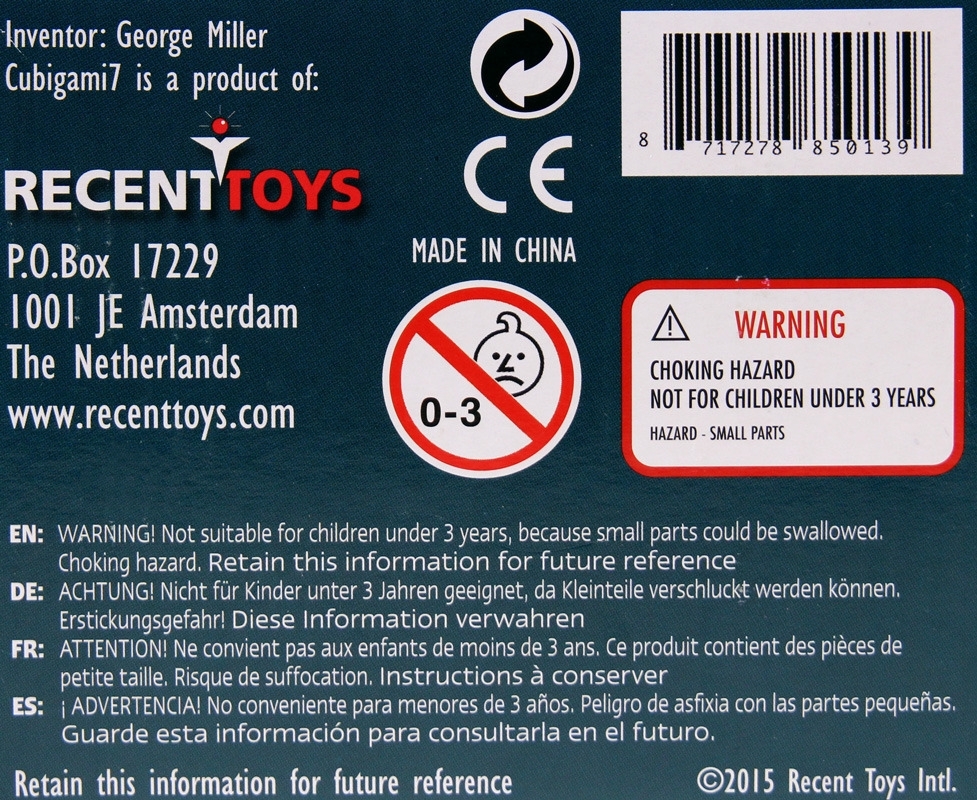 Inventor: George Miller
Cubigami7 is a product of:
RECENTTOYS
P.O.Box 17229
1001 JE Amsterdam
The Netherlands
www.recenttoys.com
CE
MADE IN CHINA
0-3
8 717278 850139
WARNING
CHOKING HAZARD
NOT FOR CHILDREN UNDER 3 YEARS
HAZARD - SMALL PARTS
EN: WARNING! Not suitable for children under 3 years, because small parts could be swallowed.
Choking hazard. Retain this information for future reference
DE: ACHTUNG! Nicht für Kinder unter 3 Jahren geeignet, da Kleinteile verschluckt werden können.
Erstickungsgefahr! Diese Information verwahren
FR: ATTENTION! Ne convient pas aux enfants de moins de 3 ans. Ce produit contient des pièces de
petite taille. Risque de suffocation. Instructions à conserver
ES: ¡ ADVERTENCIA! No conveniente para menores de 3 años. Peligro de asfixia con las partes pequeñas.
Guarde esta información para consultarla en el futuro.
Retain this information for future reference
©2015 Recent Toys Intl.